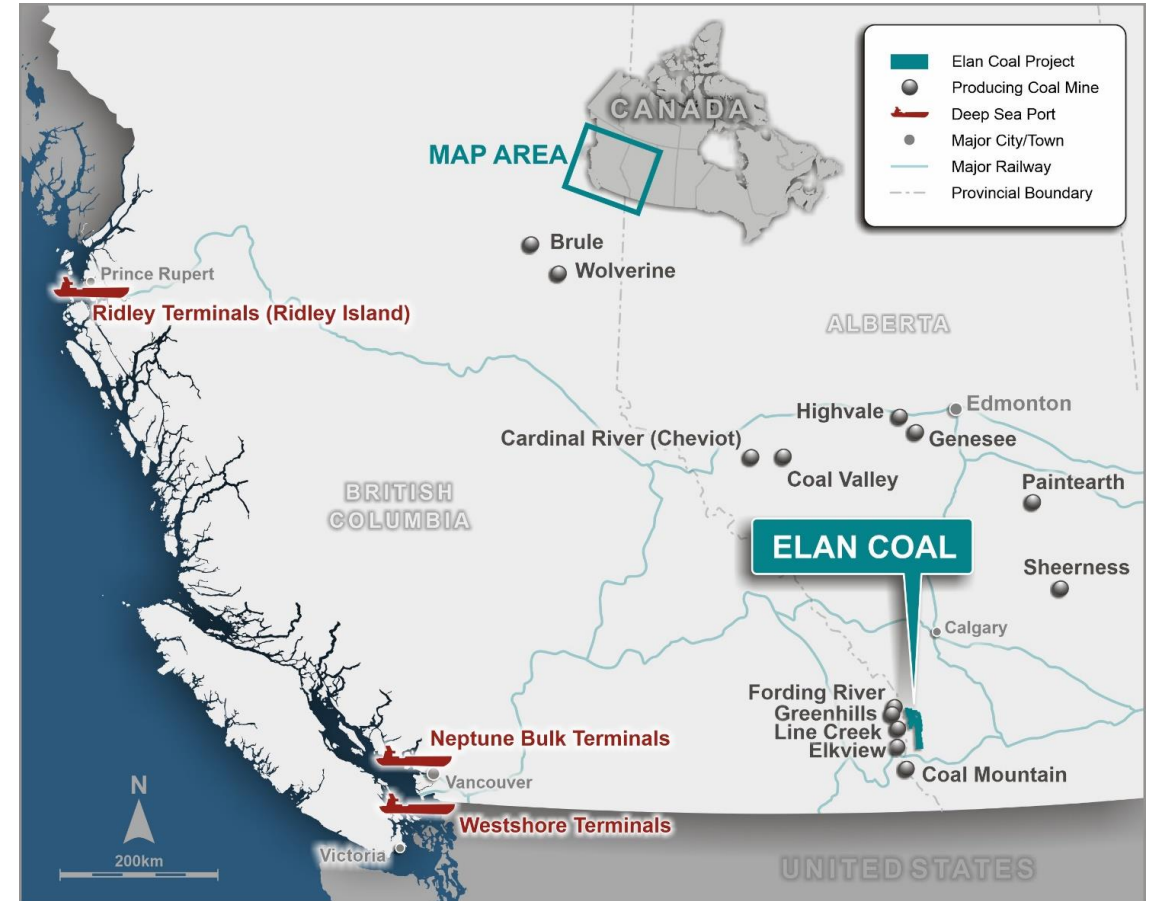 CANADA
MAP AREA
Elan Coal Project
Producing Coal Mine
Deep Sea Port
Major City/Town
Major Railway
Provincial Boundary
Brule
Wolverine
Prince Rupert
Ridley Terminals (Ridley Island)
ALBERTA
Highvale
Edmonton
Genesee
Cardinal River (Cheviot)
Coal Valley
Paintearth
BRITISH
COLUMBIA
ELAN COAL
Sheerness
Calgary
Fording River
Greenhills
Line Creek
Elkview
Coal Mountain
Neptune Bulk Terminals
Vancouver
Westshore Terminals
Victoria
N
200km
UNITED STATES